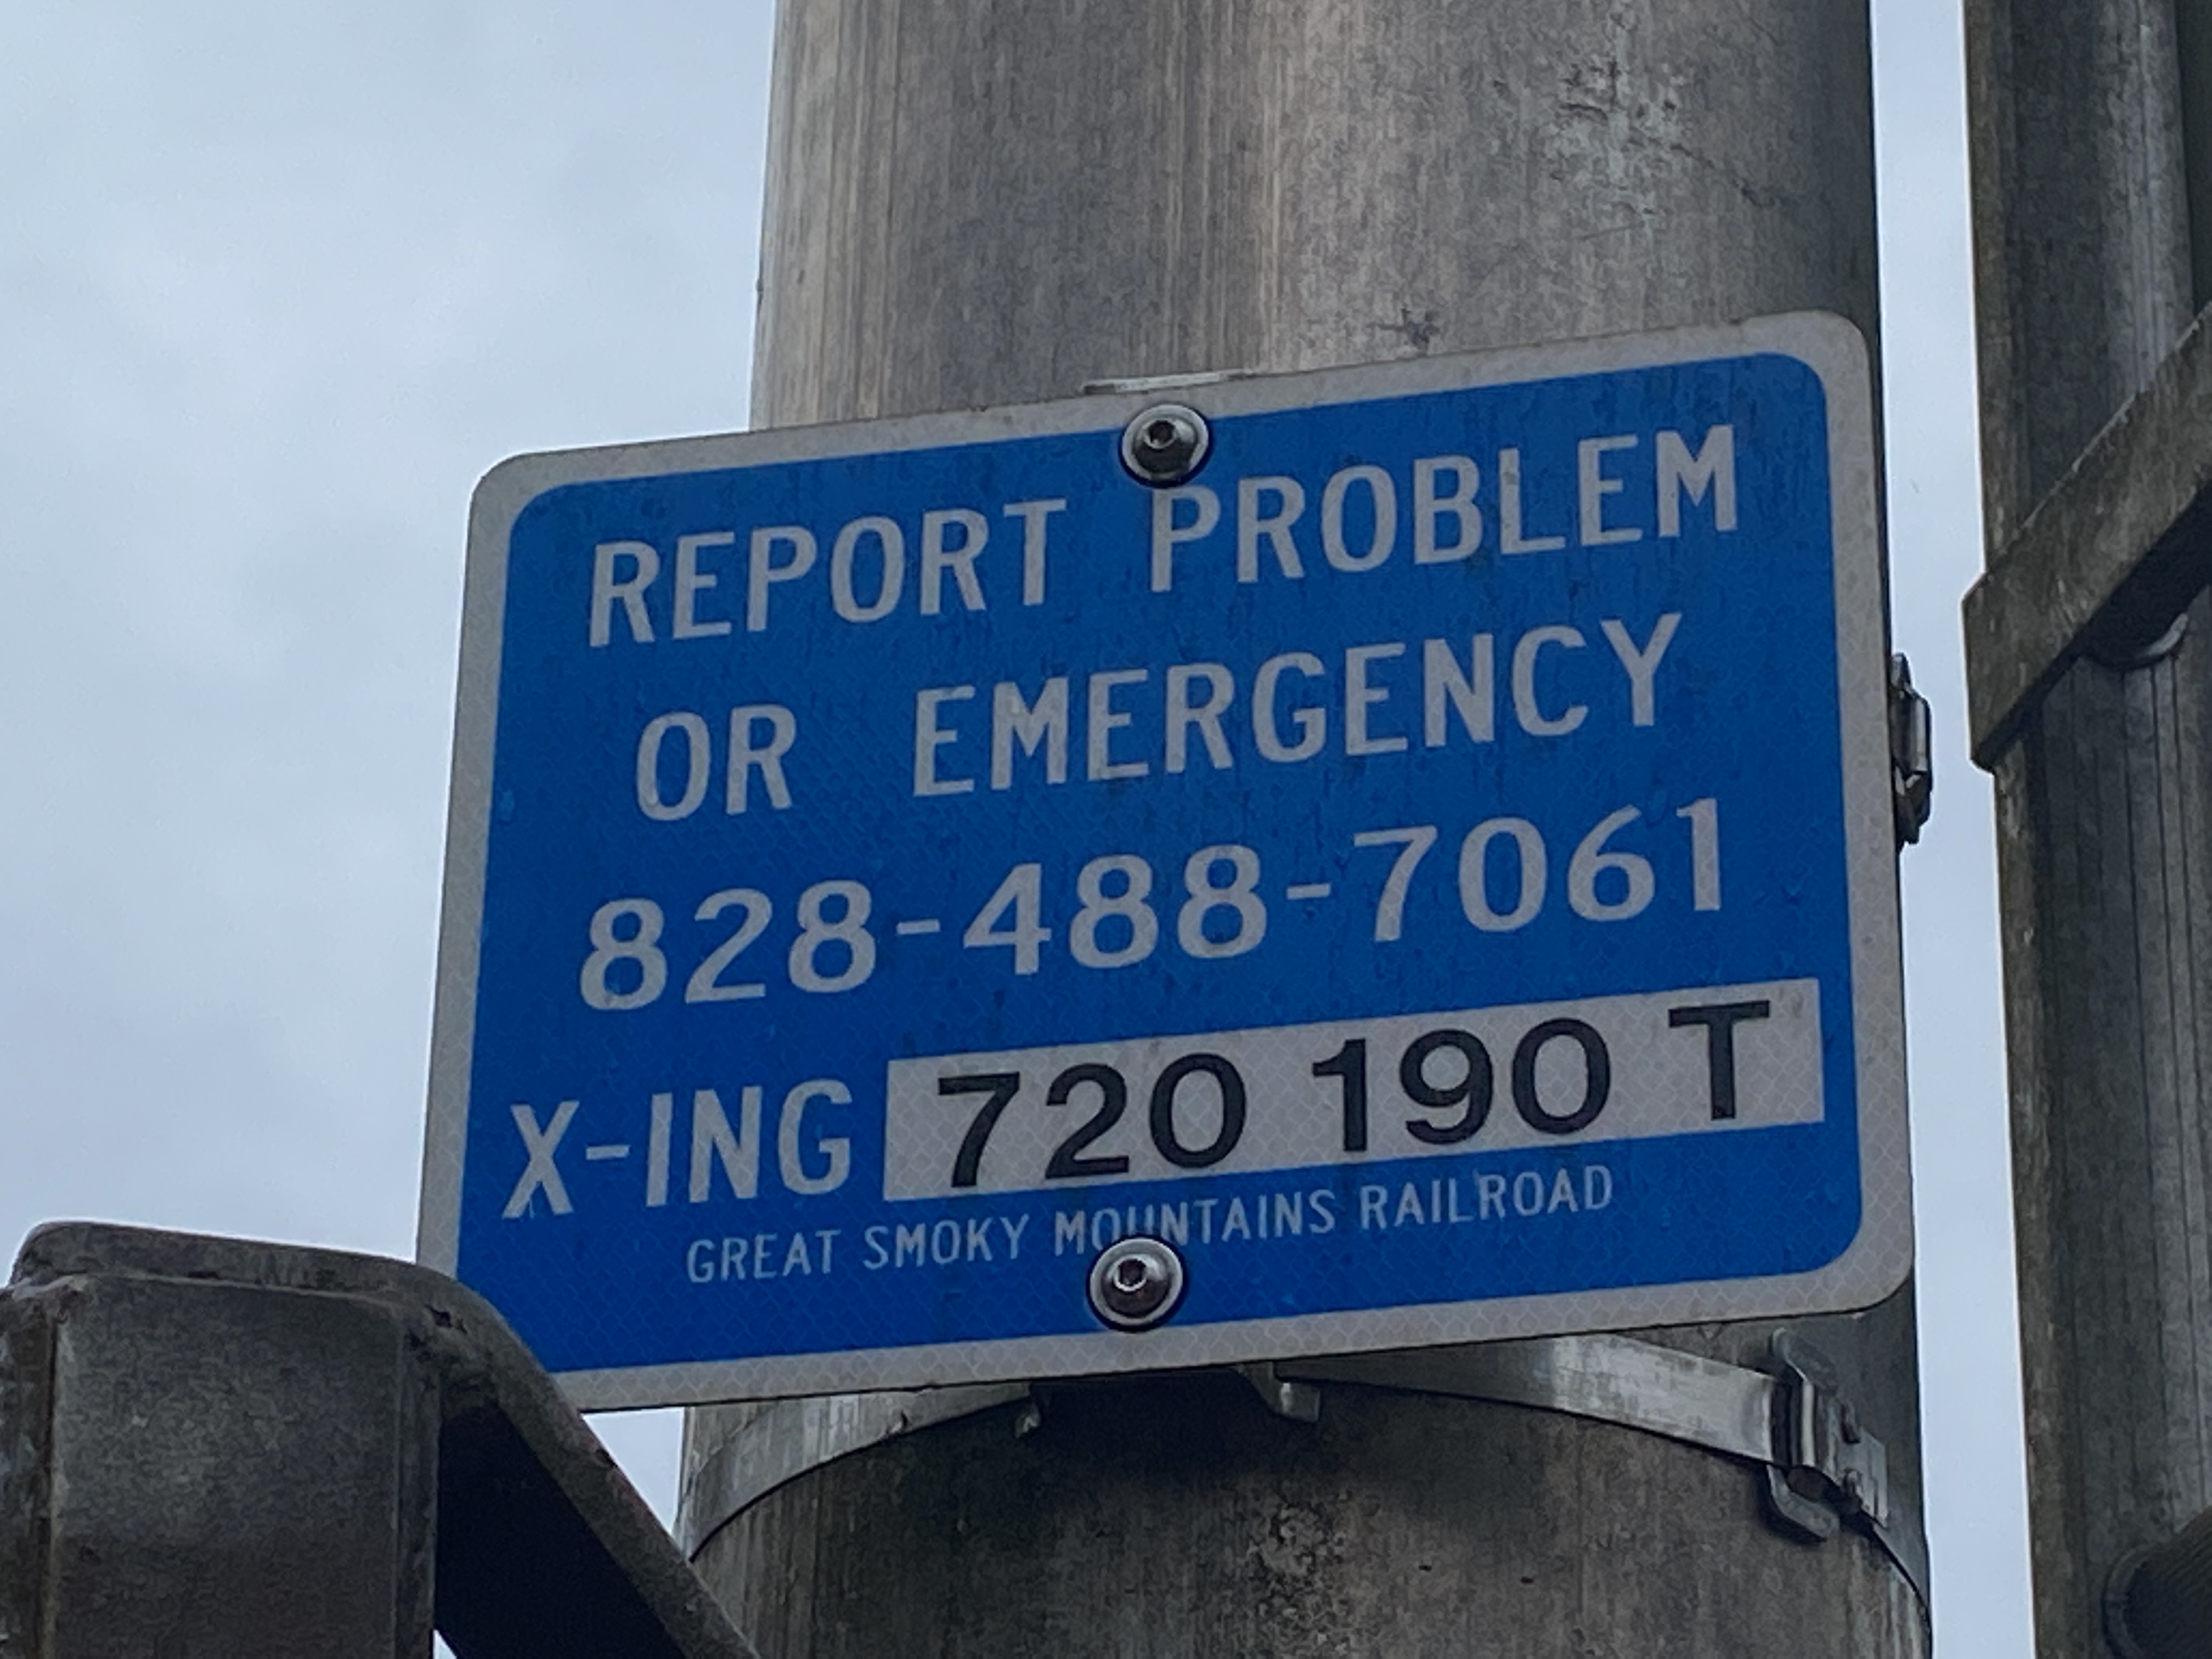 REPORT PROBLEM
OR EMERGENCY
828-488-7061
X-ING 720 190 T
GREAT SMOKY MOUNTAINS RAILROAD